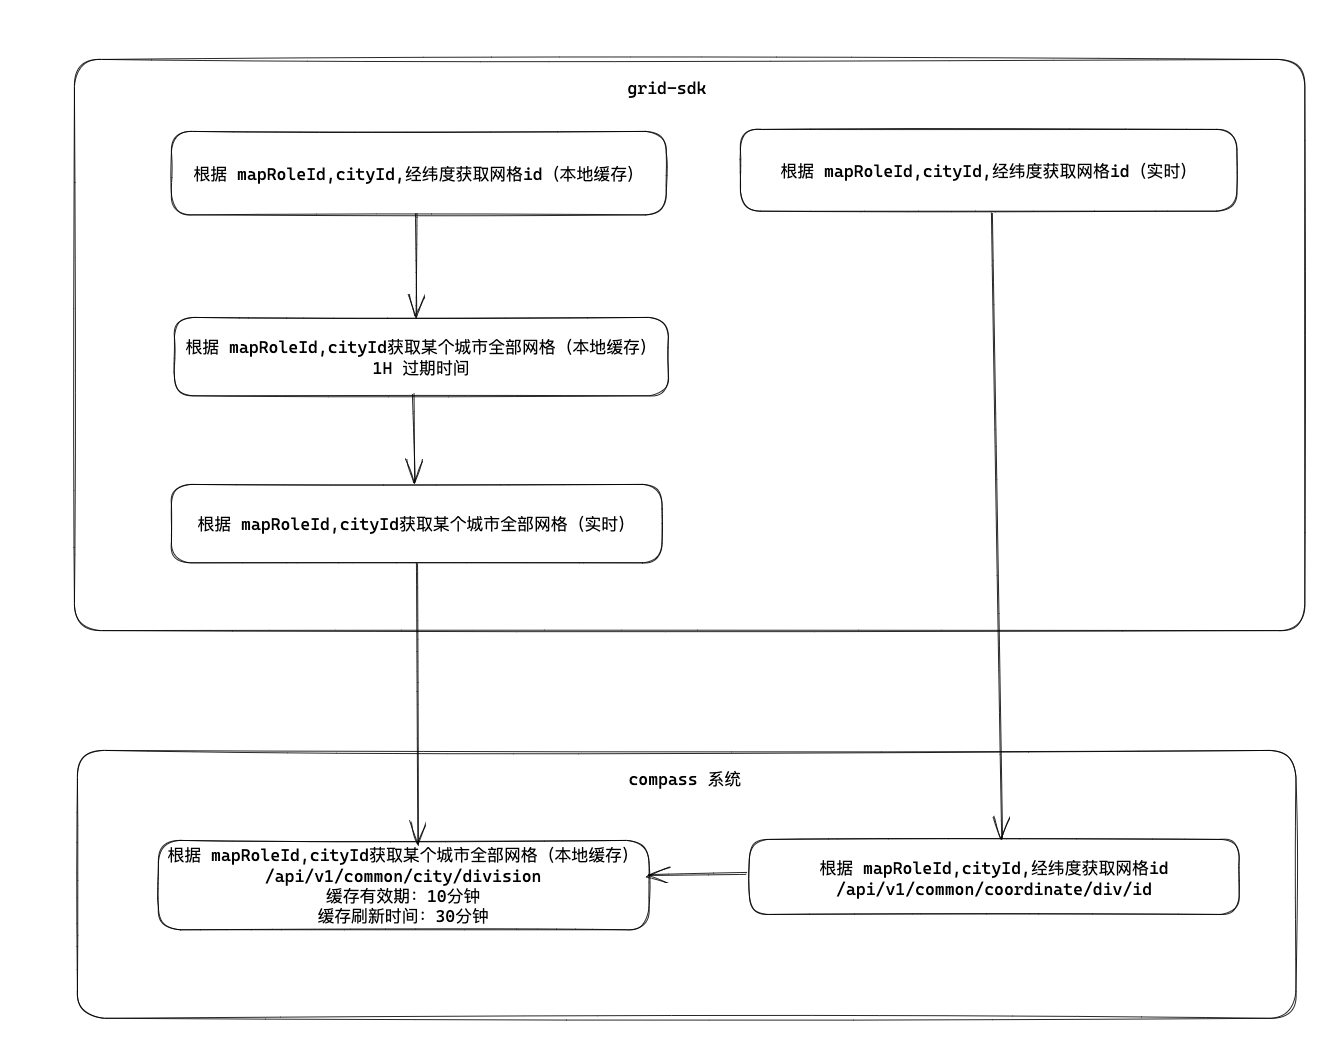 grid-sdk
根据 mapRoleId,cityId,经纬度获取网格id（本地缓存）
根据 mapRoleId,cityId,经纬度获取网格id（实时）
根据 mapRoleId,cityId获取某个城市全部网格（本地缓存）
1H 过期时间
根据 mapRoleId,cityId获取某个城市全部网格（实时）
compass 系统
根据 mapRoleId,cityId获取某个城市全部网格（本地缓存）
/api/v1/common/city/division
缓存有效期：10分钟
缓存刷新时间：30分钟
根据 mapRoleId,cityId,经纬度获取网格id
/api/v1/common/coordinate/div/id